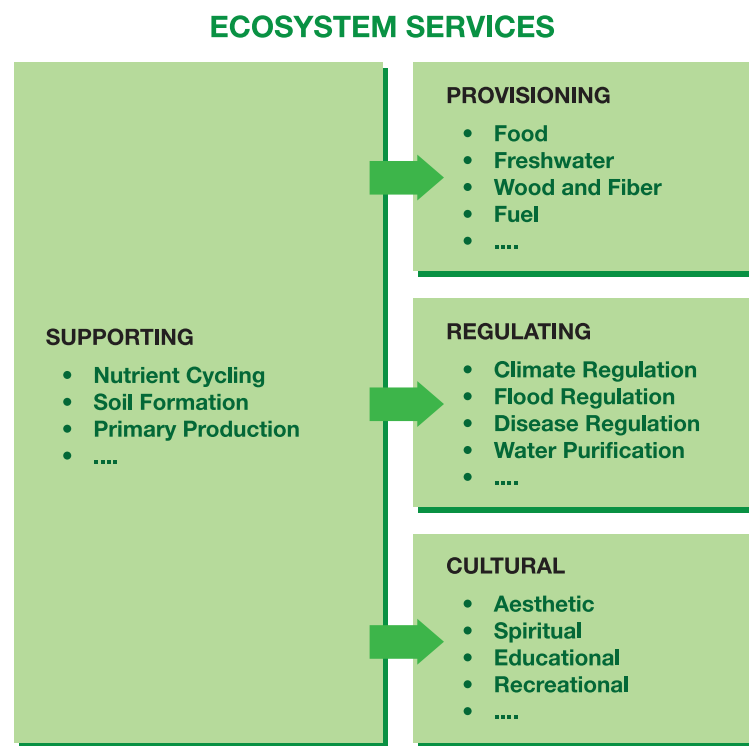 ECOSYSTEM SERVICES
SUPPORTING
• Nutrient Cycling
• Soil Formation
• Primary Production
• ....
PROVISIONING
• Food
• Freshwater
• Wood and Fiber
• Fuel
• ....
REGULATING
• Climate Regulation
• Flood Regulation
• Disease Regulation
• Water Purification
• ....
CULTURAL
• Aesthetic
• Spiritual
• Educational
• Recreational
• ....